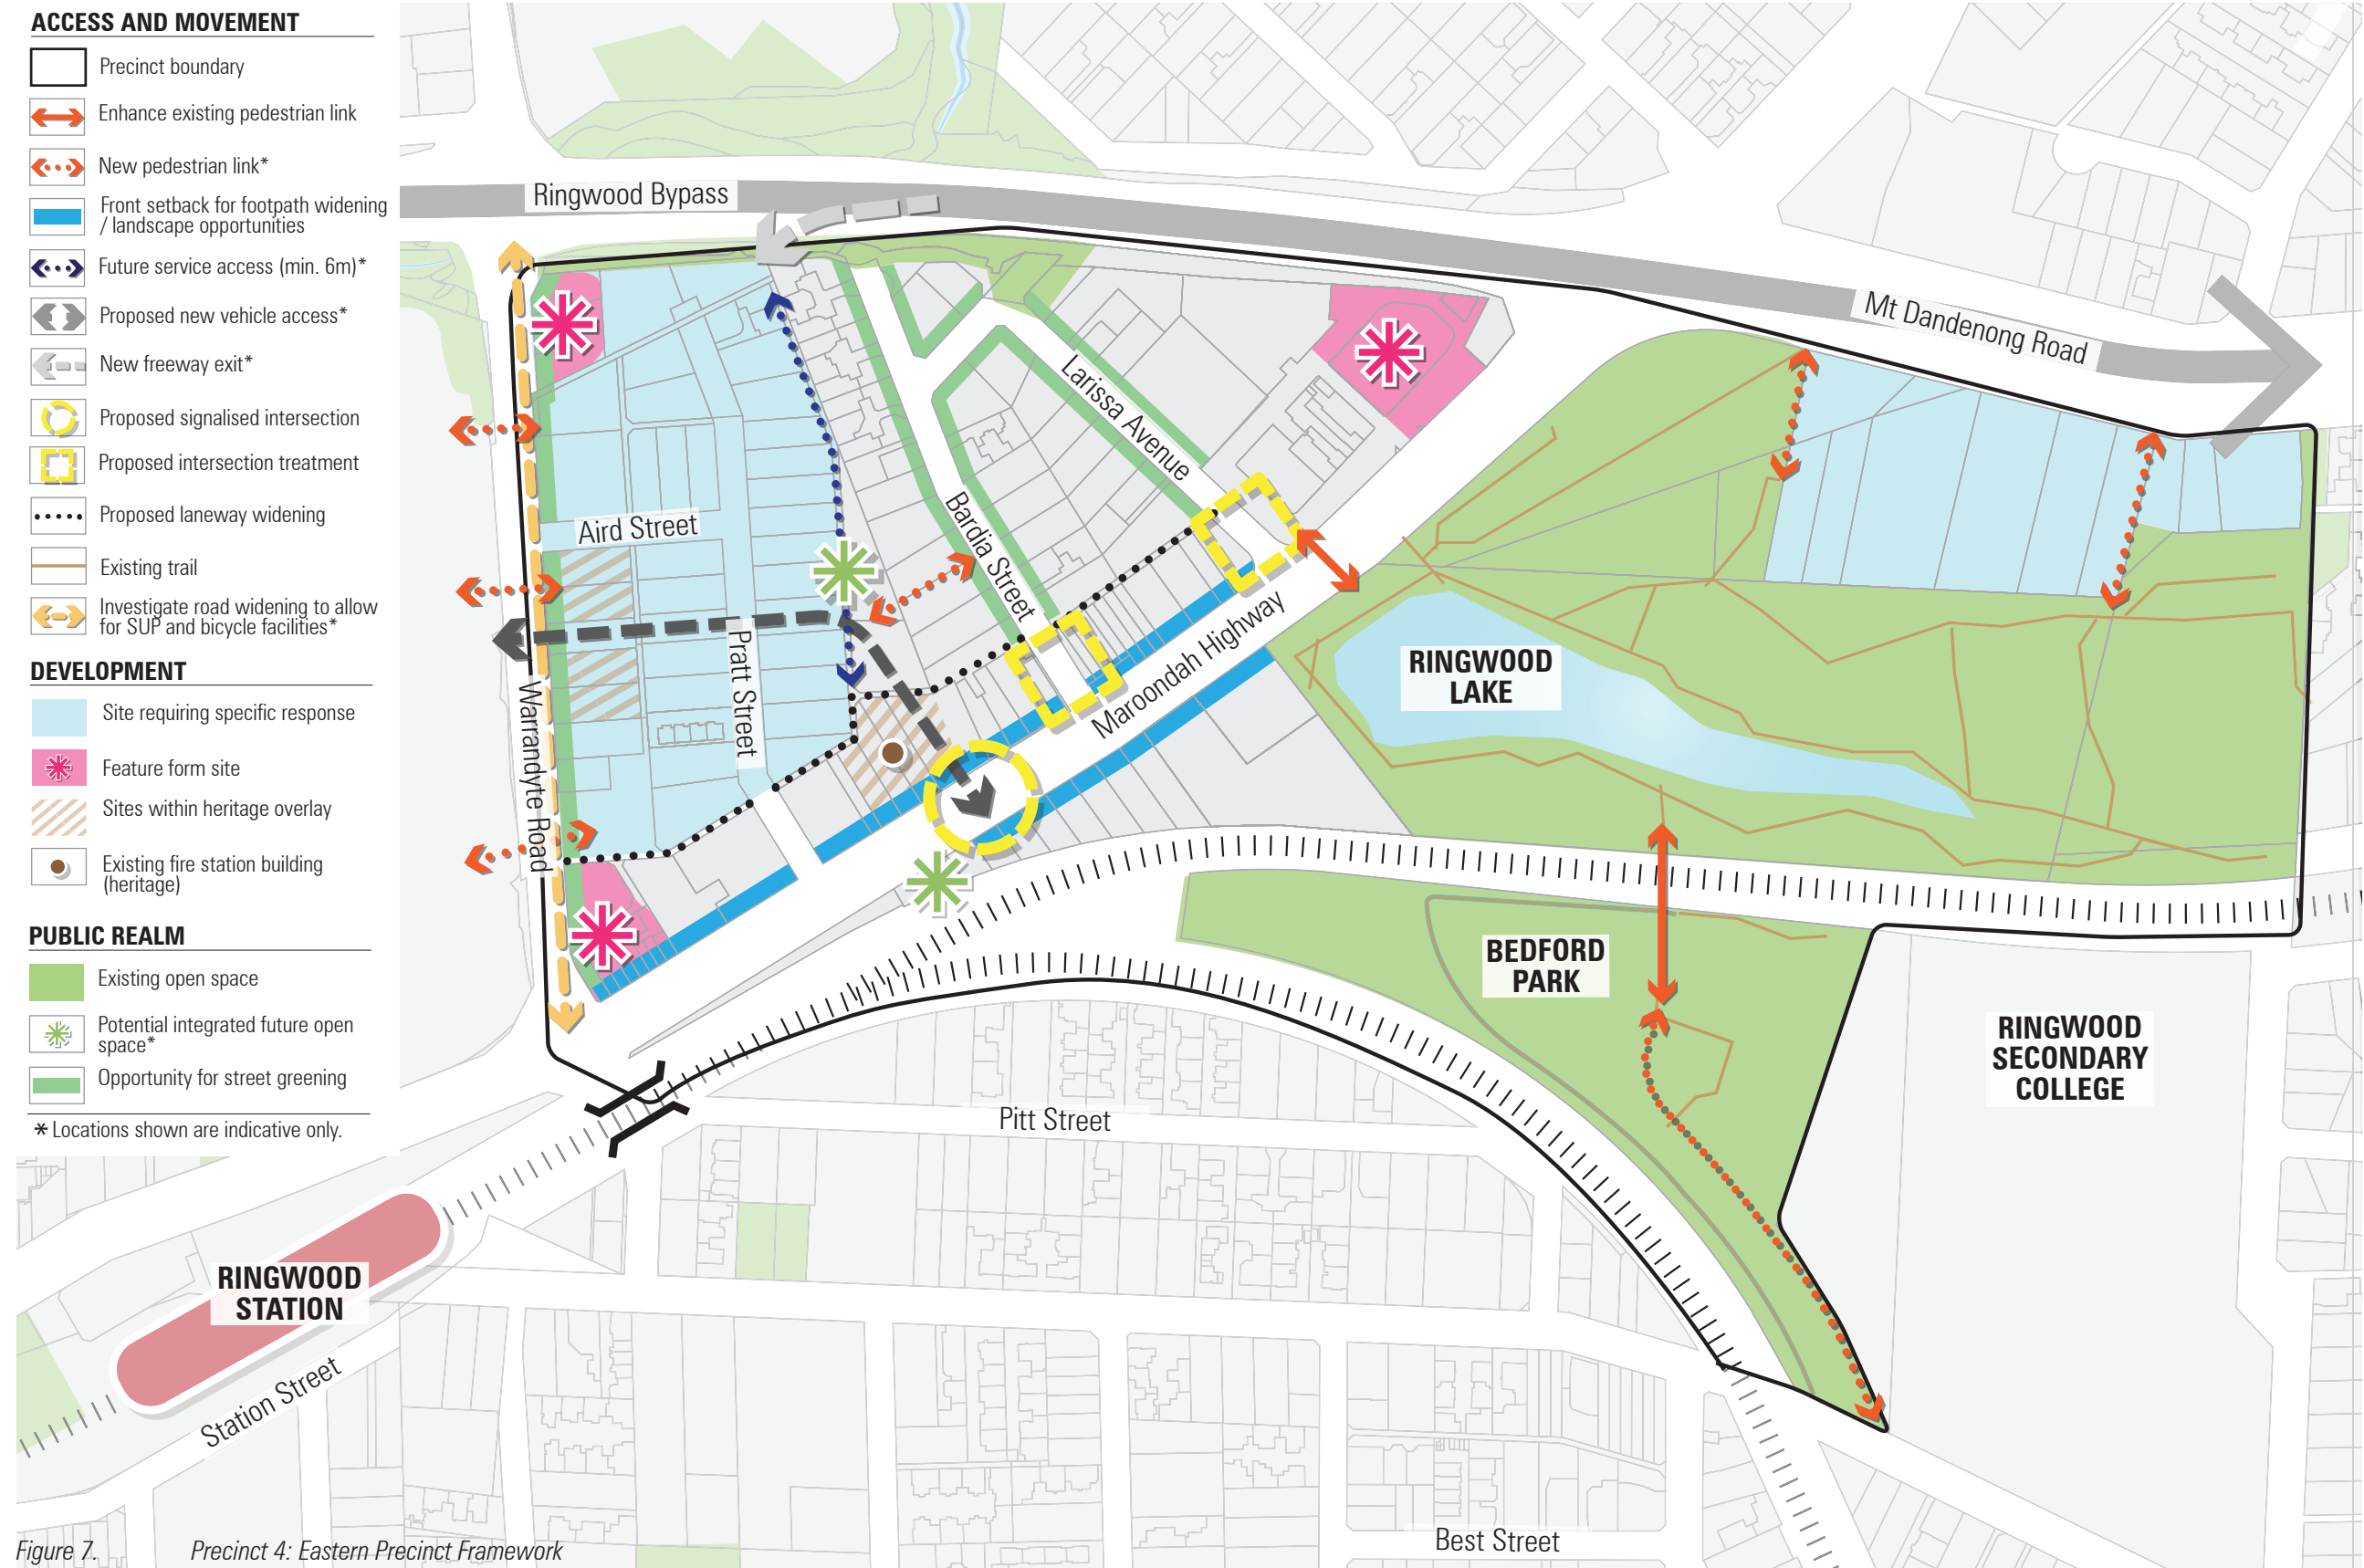 ACCESS AND MOVEMENT
Precinct boundary
Enhance existing pedestrian link
New pedestrian link*
Front setback for footpath widening
/ landscape opportunities
Future service access (min. 6m)*
Proposed new vehicle access*
New freeway exit*
Proposed signalised intersection
Proposed intersection treatment
Proposed laneway widening
Existing trail
Investigate road widening to allow
for SUP and bicycle facilities*
DEVELOPMENT
Site requiring specific response
Feature form site
Sites within heritage overlay
Existing fire station building
(heritage)
PUBLIC REALM
Existing open space
Potential integrated future open
space*
Opportunity for street greening
* Locations shown are indicative only.
Ringwood Bypass
Mt Dandenong Road
Larissa Avenue
Aird Street
Bardia Street
Pratt Street
Warrandyte Road
Maroondah Highway
RINGWOOD
LAKE
BEDFORD
PARK
RINGWOOD
SECONDARY
COLLEGE
Pitt Street
RINGWOOD
STATION
Station Street
Best Street
Figure 7. Precinct 4: Eastern Precinct Framework